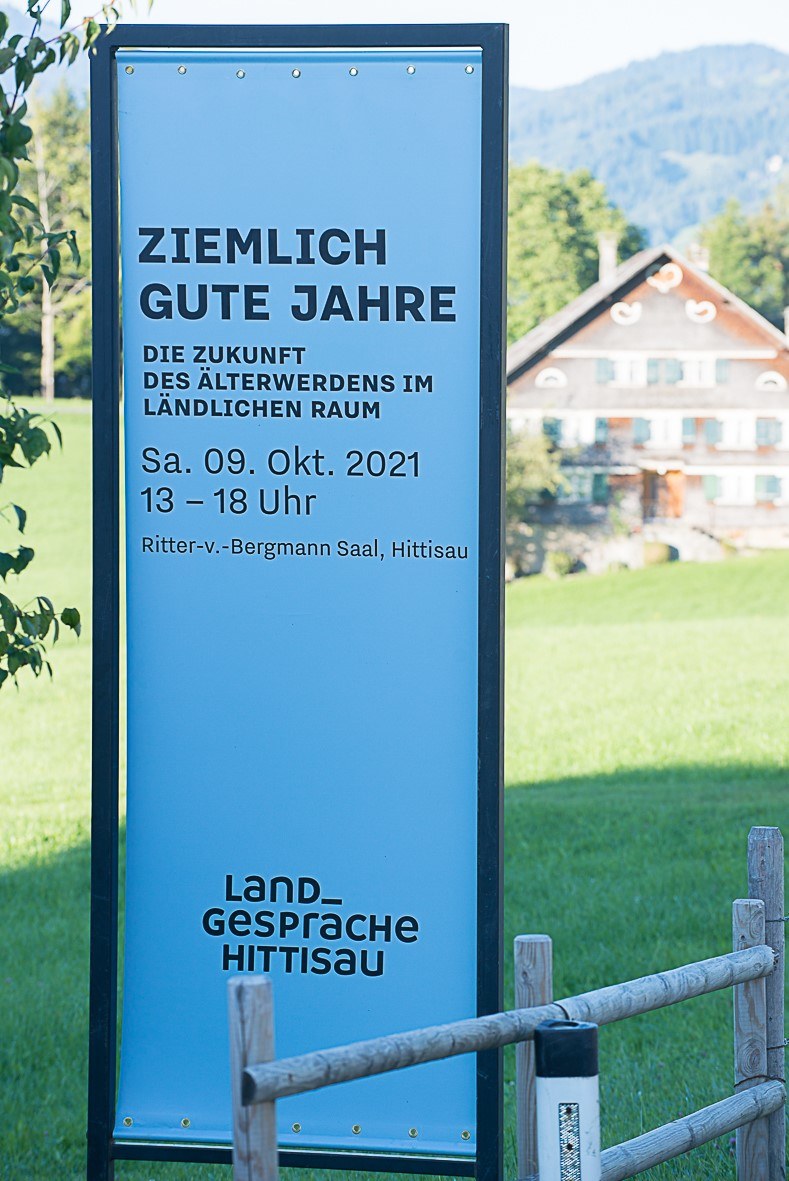 ZIEMLICH
GUTE JAHRE
DIE ZUKUNFT
DES ÄLTERWERDENS IM
LÄNDLICHEN RAUM
Sa. 09. Okt. 2021
13 – 18 Uhr
Ritter-v.-Bergmann Saal, Hittisau
Land_
Gespräche
Hittisau